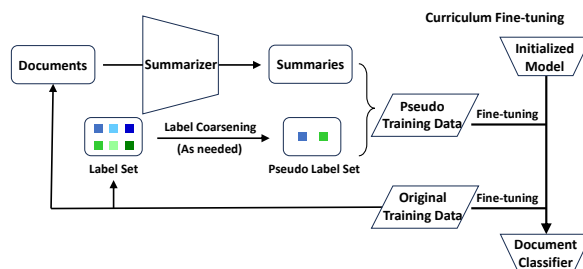 Curriculum Fine-tuning
Documents
Summarizer
Summaries
Initialized
Model
Label Coarsening
(As needed)
Pseudo
Training Data
Fine-tuning
Label Set
Pseudo Label Set
Original
Training Data
Fine-tuning
Document
Classifier